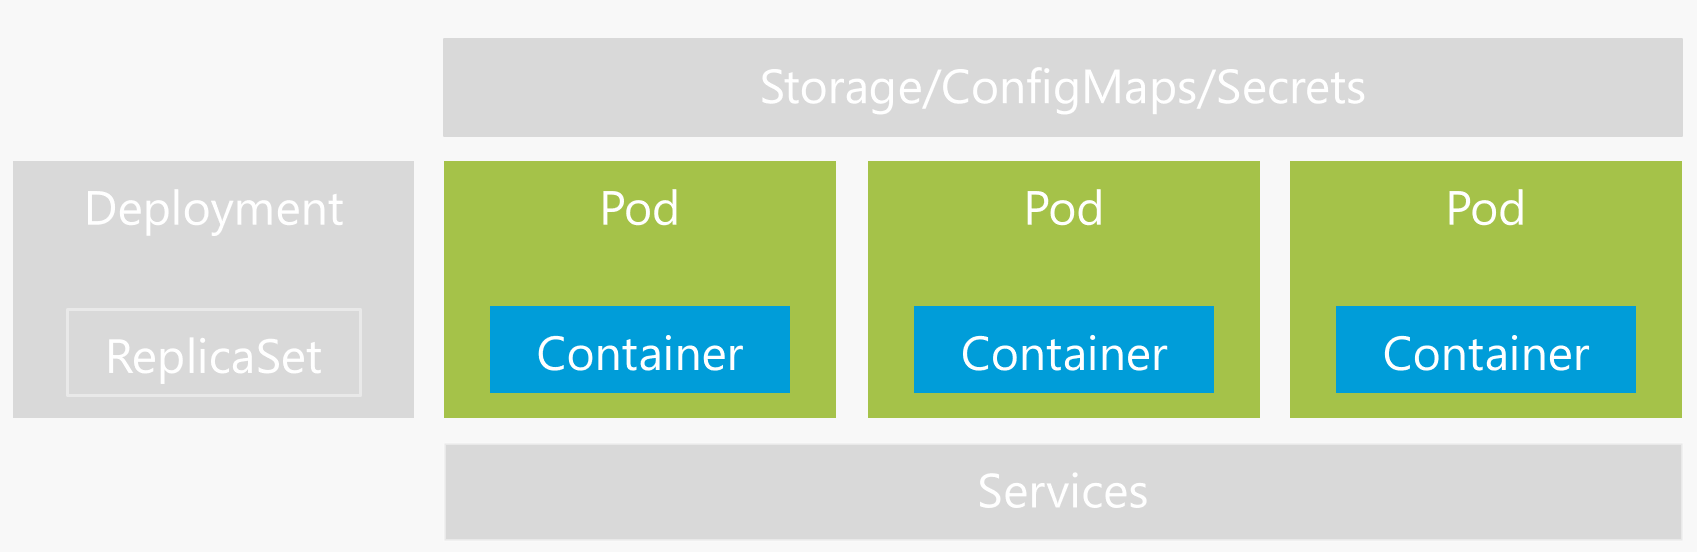 Storage/ConfigMaps/Secrets
Deployment
ReplicaSet
Pod
Container
Pod
Container
Pod
Container
Services